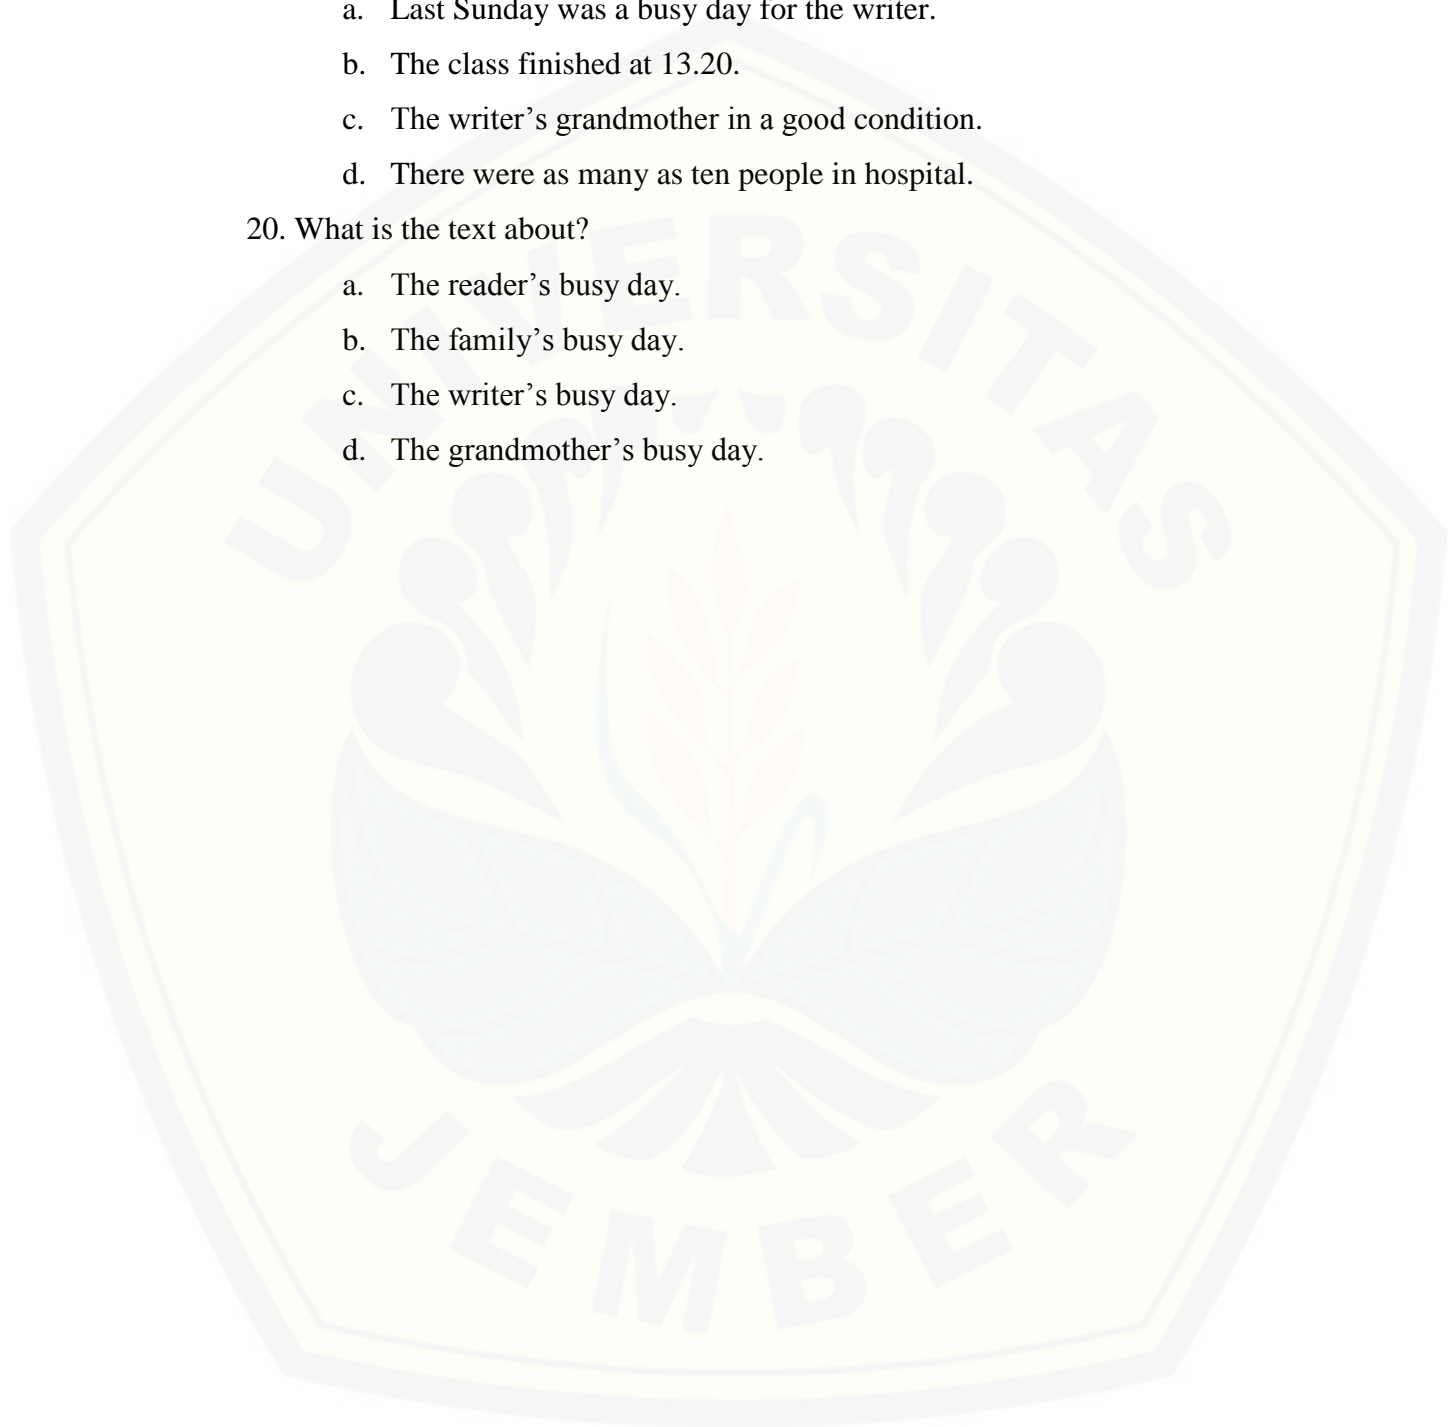 a. Last Sunday was a busy day for the writer.
b. The class finished at 13.20.
c. The writer’s grandmother in a good condition.
d. There were as many as ten people in hospital.
20. What is the text about?
a. The reader’s busy day.
b. The family’s busy day.
c. The writer’s busy day.
d. The grandmother’s busy day.
UNIVERSITAS
JEMBER